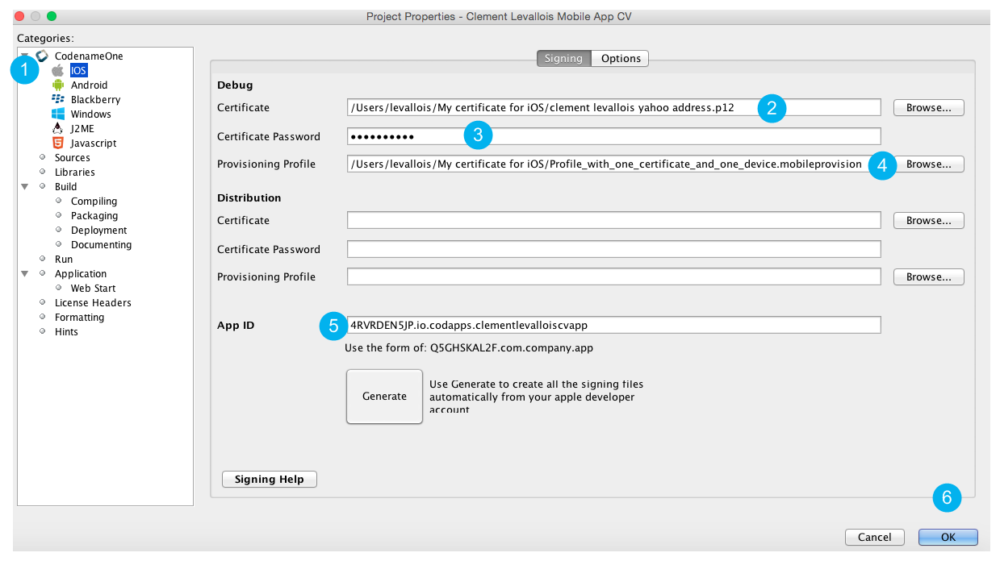 Project Properties - Clement Levallois Mobile App CV
Categories:
CodenameOne
1
iOS
Android
Blackberry
Windows
J2ME
Javascript
Sources
Libraries
Build
Compiling
Packaging
Deployment
Documenting
Run
Application
Web Start
License Headers
Formatting
Hints
Signing Options
Debug
Certificate /Users/levallois/My certificate for iOS/clement levallois yahoo address.p12 2 Browse...
Certificate Password •••••••••• 3
Provisioning Profile /Users/levallois/My certificate for iOS/Profile_with_one_certificate_and_one_device.mobileprovision 4 Browse...
Distribution
Certificate Browse...
Certificate Password
Provisioning Profile Browse...
App ID 5 4RVRDEN5JP.io.codapps.clementlevalloiscvapp
Use the form of: Q5GHSKAL2F.com.company.app
Generate
Use Generate to create all the signing files
automatically from your apple developer
account
Signing Help
6
Cancel OK